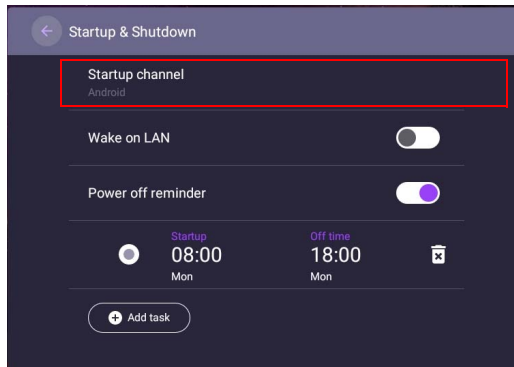 Startup & Shutdown
Startup channel
Android
Wake on LAN
Power off reminder
Startup Off time
08:00 18:00
Mon Mon
Add task